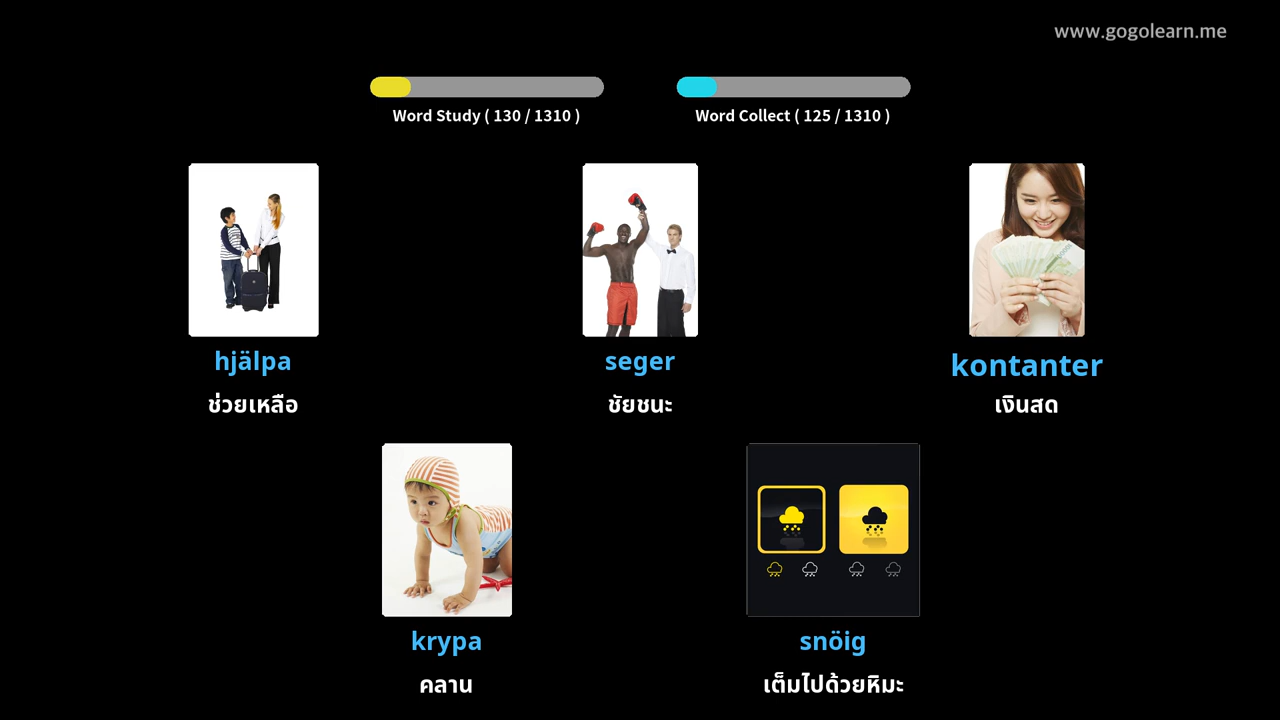 www.gogolearn.me
Word Study ( 130 / 1310 )
Word Collect ( 125 / 1310 )
hjälpa
ช่วยเหลือ
seger
ชัยชนะ
kontanter
เงินสด
krypa
คลาน
snöig
เต็มไปด้วยหิมะ